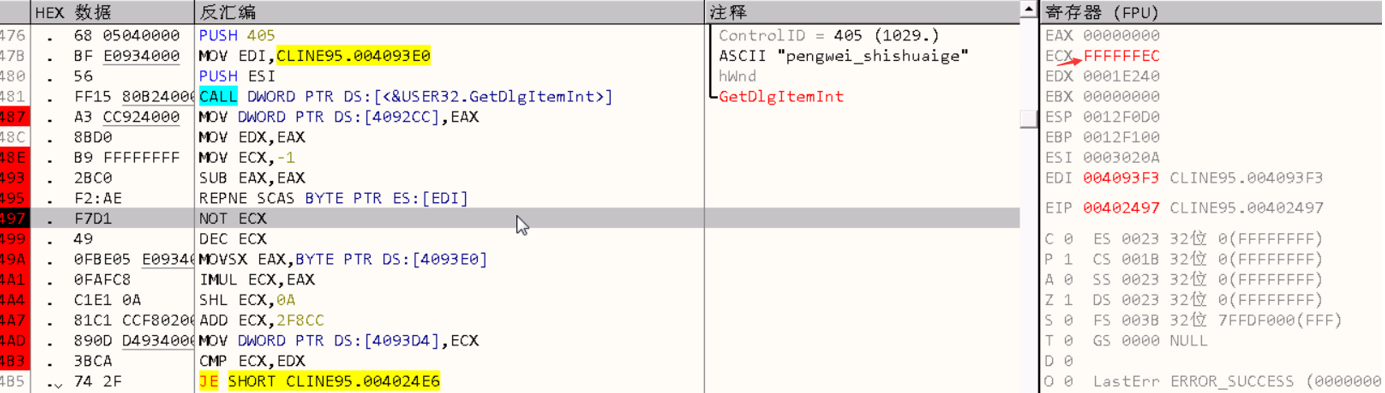 HEX 数据 反汇编 注释 寄存器 (FPU)
476 . 68 05040000 PUSH 405 ControlID = 405 (1029.) EAX 00000000
47B . BF E0934000 MOV EDI,CLINE95.004093E0 ASCII "pengwei_shishuaige" ECX FFFFFFEC
480 . 56 PUSH ESI hWnd EDX 0001E240
481 . FF15 80B24000 CALL DWORD PTR DS:[<&USER32.GetDlgItemInt>] GetDlgItemInt EBX 00000000
487 . A3 CC924000 MOV DWORD PTR DS:[4092CC],EAX ESP 0012F0D0
48C . 8BD0 MOV EDX,EAX EBP 0012F100
48E . B9 FFFFFFFF MOV ECX,-1 ESI 0003020A
493 . 2BC0 SUB EAX,EAX EDI 004093F3 CLINE95.004093F3
495 . F2:AE REPNE SCAS BYTE PTR ES:[EDI]
497 . F7D1 NOT ECX EIP 00402497 CLINE95.00402497
499 . 49 DEC ECX C 0 ES 0023 32位 0(FFFFFFFF)
49A . 0FBE05 E0934 MOVSX EAX,BYTE PTR DS:[4093E0] P 1 CS 001B 32位 0(FFFFFFFF)
4A1 . 0FAFC8 IMUL ECX,EAX A 0 SS 0023 32位 0(FFFFFFFF)
4A4 . C1E1 0A SHL ECX,0A Z 1 DS 0023 32位 0(FFFFFFFF)
4A7 . 81C1 CCF80200 ADD ECX,2F8CC S 0 FS 003B 32位 7FFDF000(FFF)
4AD . 890D D4934000 MOV DWORD PTR DS:[4093D4],ECX T 0 GS 0000 NULL
4B3 . 3BCA CMP ECX,EDX D 0
4B5 . 74 2F JE SHORT CLINE95.004024E6 O 0 LastErr ERROR_SUCCESS (0000000